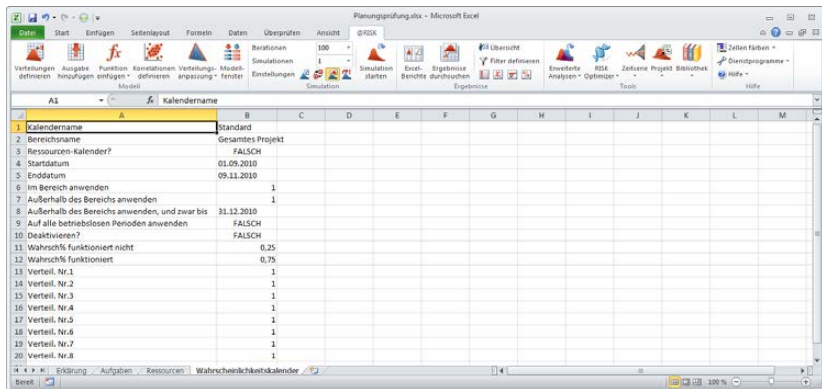 Planungsprüfung.xlsx - Microsoft Excel
Datei Start Einfügen Seitenlayout Formeln Daten Überprüfen Ansicht @RISK
Verteilungen definieren
Ausgabe hinzufügen
Funktion einfügen
Korrelationen definieren
Verteilungs-anpassung
Modell-fenster
Modell
Iterationen 100
Simulationen 1
Einstellungen
Simulation starten
Simulation
Excel-Berichte
Ergebnisse durchsuchen
Übersicht
Filter definieren
Ergebnisse
Erweiterte Analysen
RISK Optimizer
Zeitserie
Projekt
Bibliothek
Tools
Zellen färben
Dienstprogramme
Hilfe
Hilfe
A1 fx Kalendername
A B C D E F G H I J K L M
1 Kalendername Standard
2 Bereichsname Gesamtes Projekt
3 Ressourcen-Kalender? FALSCH
4 Startdatum 01.09.2010
5 Enddatum 09.11.2010
6 Im Bereich anwenden 1
7 Außerhalb des Bereichs anwenden 1
8 Außerhalb des Bereichs anwenden, und zwar bis 31.12.2010
9 Auf alle betriebslosen Perioden anwenden FALSCH
10 Deaktivieren? FALSCH
11 Wahrsch% funktioniert nicht 0,25
12 Wahrsch% funktioniert 0,75
13 Verteil. Nr.1 1
14 Verteil. Nr.2 1
15 Verteil. Nr.3 1
16 Verteil. Nr.4 1
17 Verteil. Nr.5 1
18 Verteil. Nr.6 1
19 Verteil. Nr.7 1
20 Verteil. Nr.8 1
Erklärung Aufgaben Ressourcen Wahrscheinlichkeitskalender
Bereit 100 %